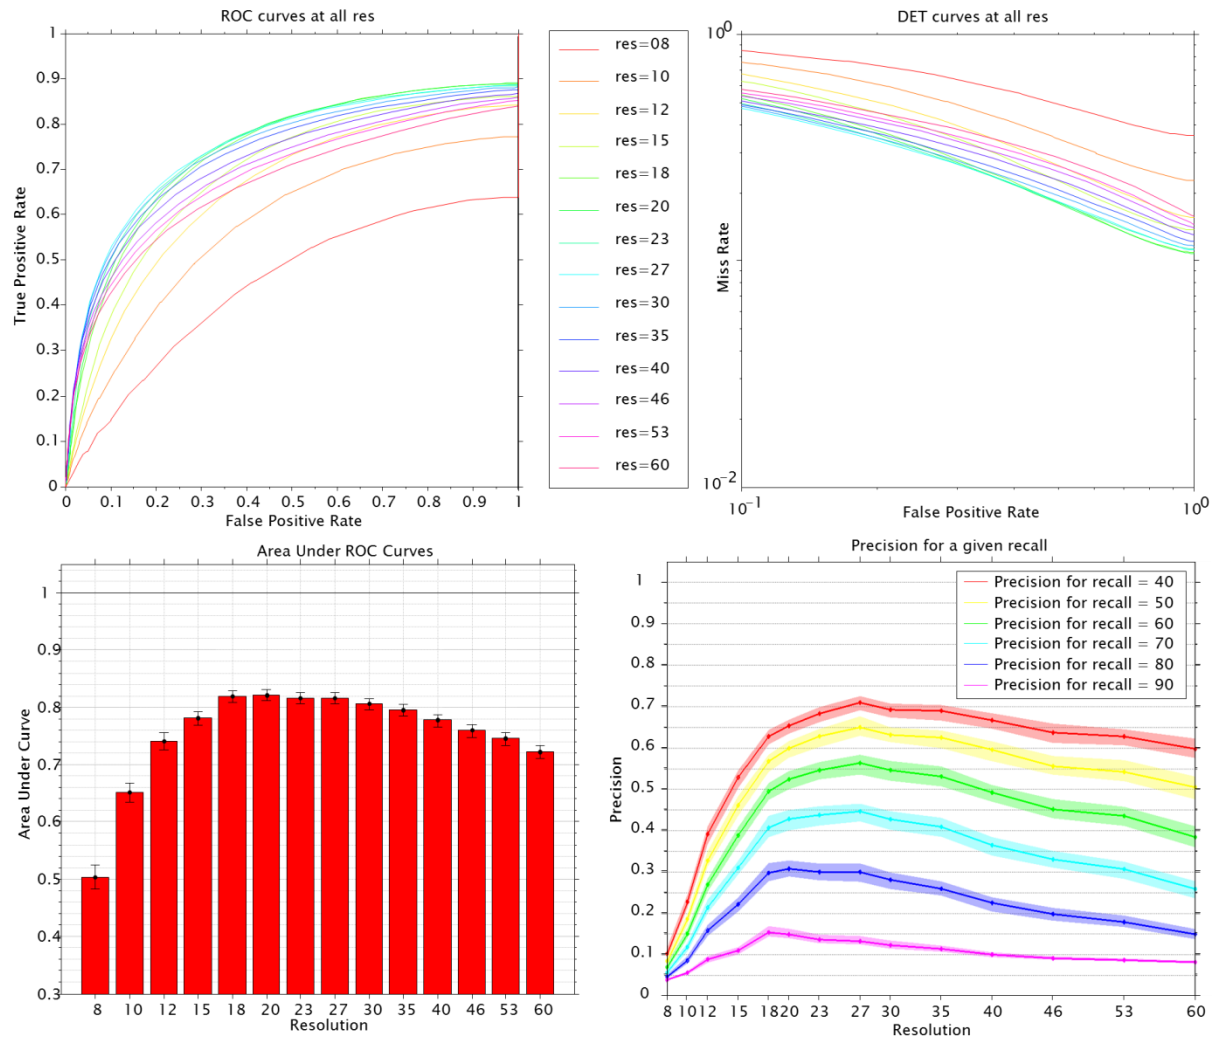 ROC curves at all res
1
0.9
0.8
0.7
0.6
0.5
0.4
0.3
0.2
0.1
0
True Positive Rate
0 0.1 0.2 0.3 0.4 0.5 0.6 0.7 0.8 0.9 1
False Positive Rate
res=08
res=10
res=12
res=15
res=18
res=20
res=23
res=27
res=30
res=35
res=40
res=46
res=53
res=60
DET curves at all res
10^0
Miss Rate
10^-2
10^-1 10^0
False Positive Rate
Area Under ROC Curves
1
0.9
0.8
0.7
0.6
0.5
0.4
0.3
Area Under Curve
8 10 12 15 18 20 23 27 30 35 40 46 53 60
Resolution
Precision for a given recall
1
0.9
0.8
0.7
0.6
0.5
0.4
0.3
0.2
0.1
0
Precision
Precision for recall = 40
Precision for recall = 50
Precision for recall = 60
Precision for recall = 70
Precision for recall = 80
Precision for recall = 90
8 10 12 15 18 20 23 27 30 35 40 46 53 60
Resolution